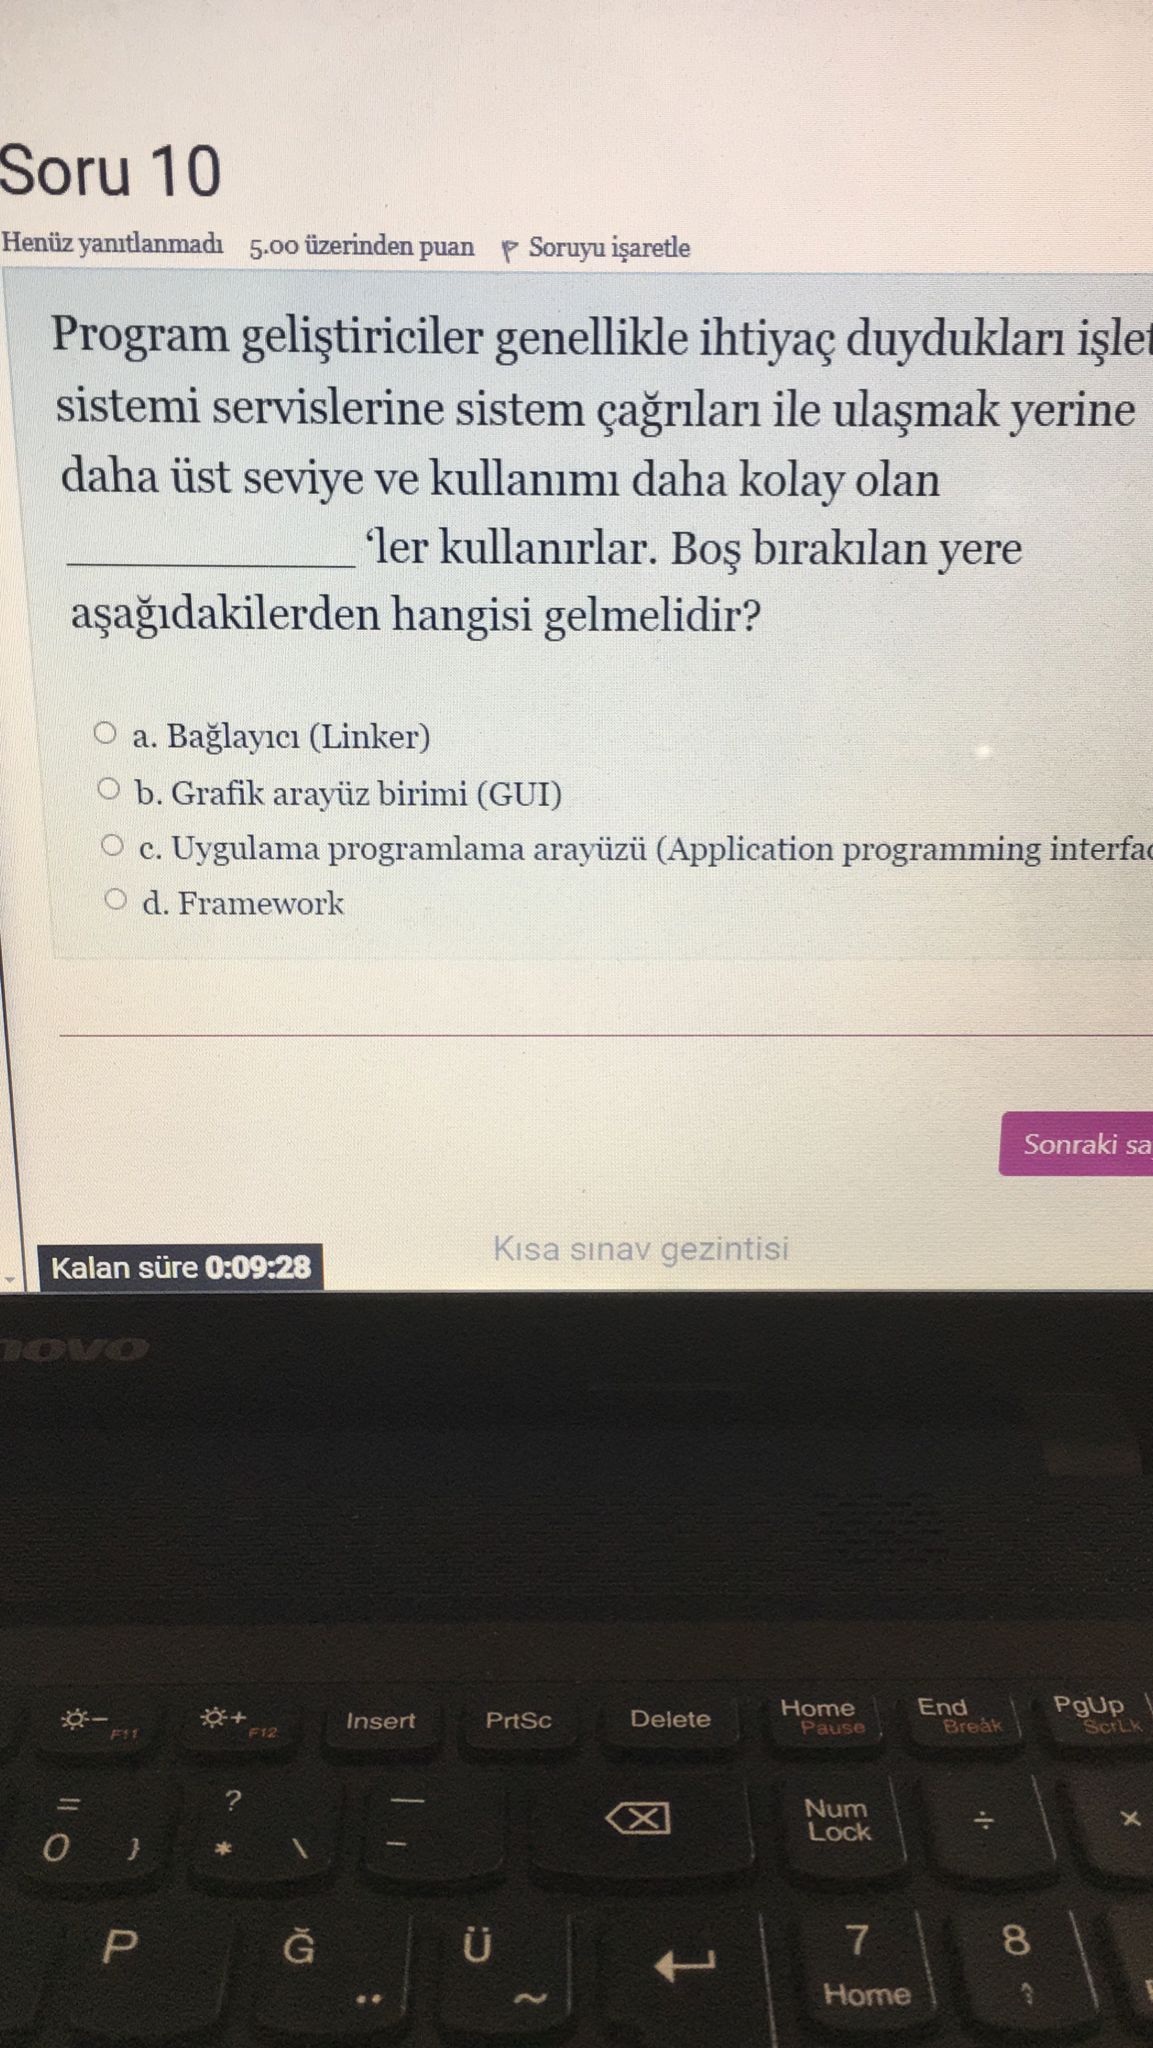 Soru 10
Henüz yanıtlanmadı 5.00 üzerinden puan Soruyu işaretle
Program geliştiriciler genellikle ihtiyaç duydukları işlet
sistemi servislerine sistem çağrıları ile ulaşmak yerine
daha üst seviye ve kullanımı daha kolay olan
____________ ‘ler kullanırlar. Boş bırakılan yere
aşağıdakilerden hangisi gelmelidir?
a. Bağlayıcı (Linker)
b. Grafik arayüz birimi (GUI)
c. Uygulama programlama arayüzü (Application programming interfac
d. Framework
Sonraki sa
Kısa sınav gezintisi
Kalan süre 0:09:28
novo
F11 F12 Insert PrtSc Delete Home Pause End Break PgUp ScrLk
= 0 } ? * \ _ - Num Lock ÷ ×
P Ğ ¨ Ü ~ 7 Home 8